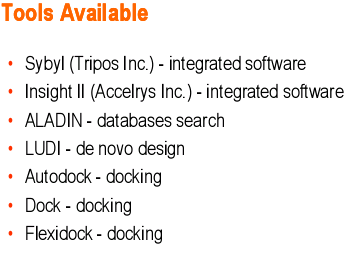 Tools Available
• Sybyl (Tripos Inc.) - integrated software
• Insight II (Accelrys Inc.) - integrated software
• ALADIN - databases search
• LUDI - de novo design
• Autodock - docking
• Dock - docking
• Flexidock - docking